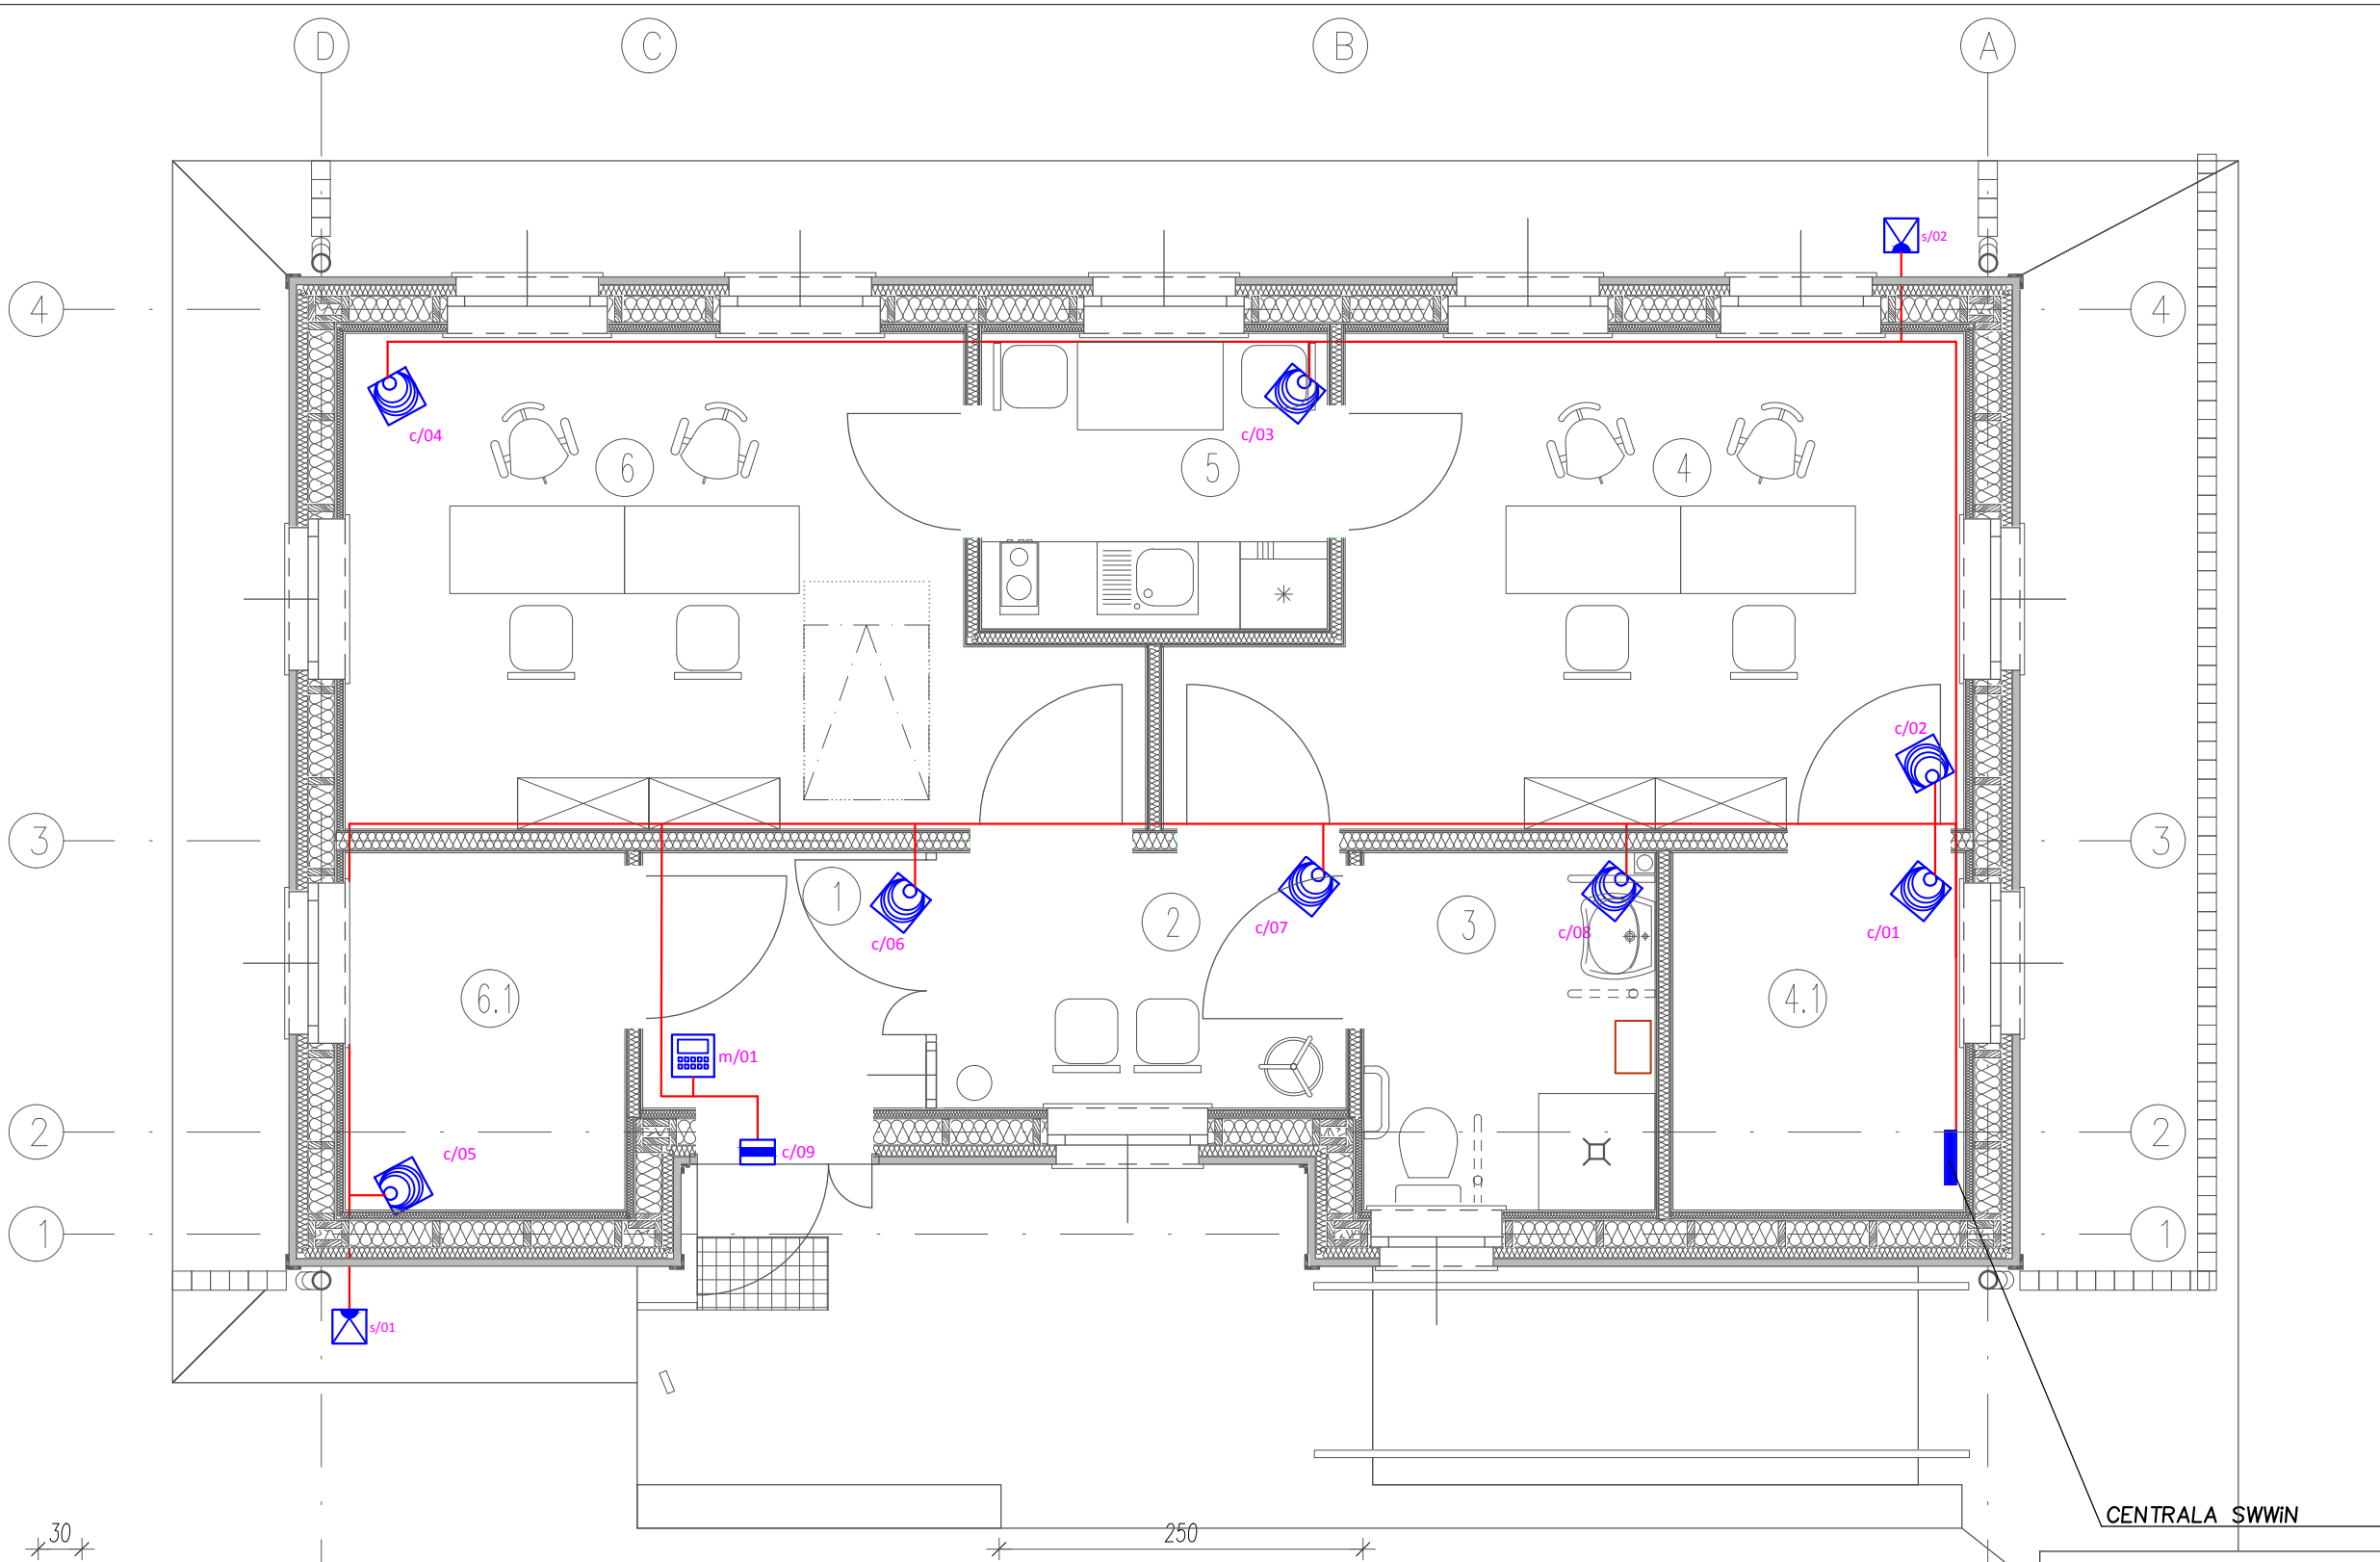 D C B A
s/02
4 4
c/04 c/03
6 5 4
c/02
3 3
1 2 3
c/06 c/07 c/08 c/01
6.1 4.1
m/01
2 2
c/05 c/09
1 1
s/01
CENTRALA SWWiN
30 250